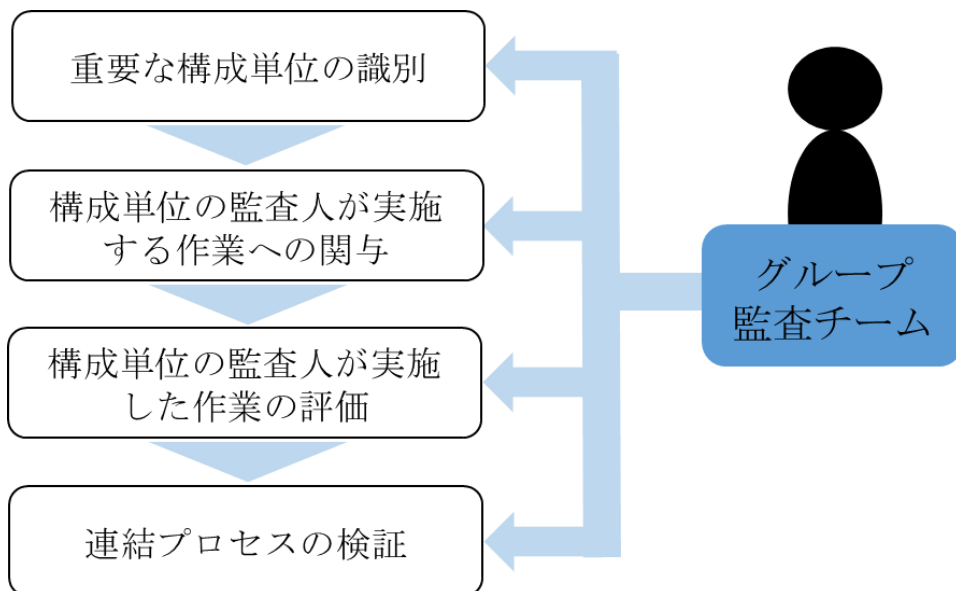 重要な構成単位の識別
構成単位の監査人が実施
する作業への関与
構成単位の監査人が実施
した作業の評価
連結プロセスの検証
グループ
監査チーム